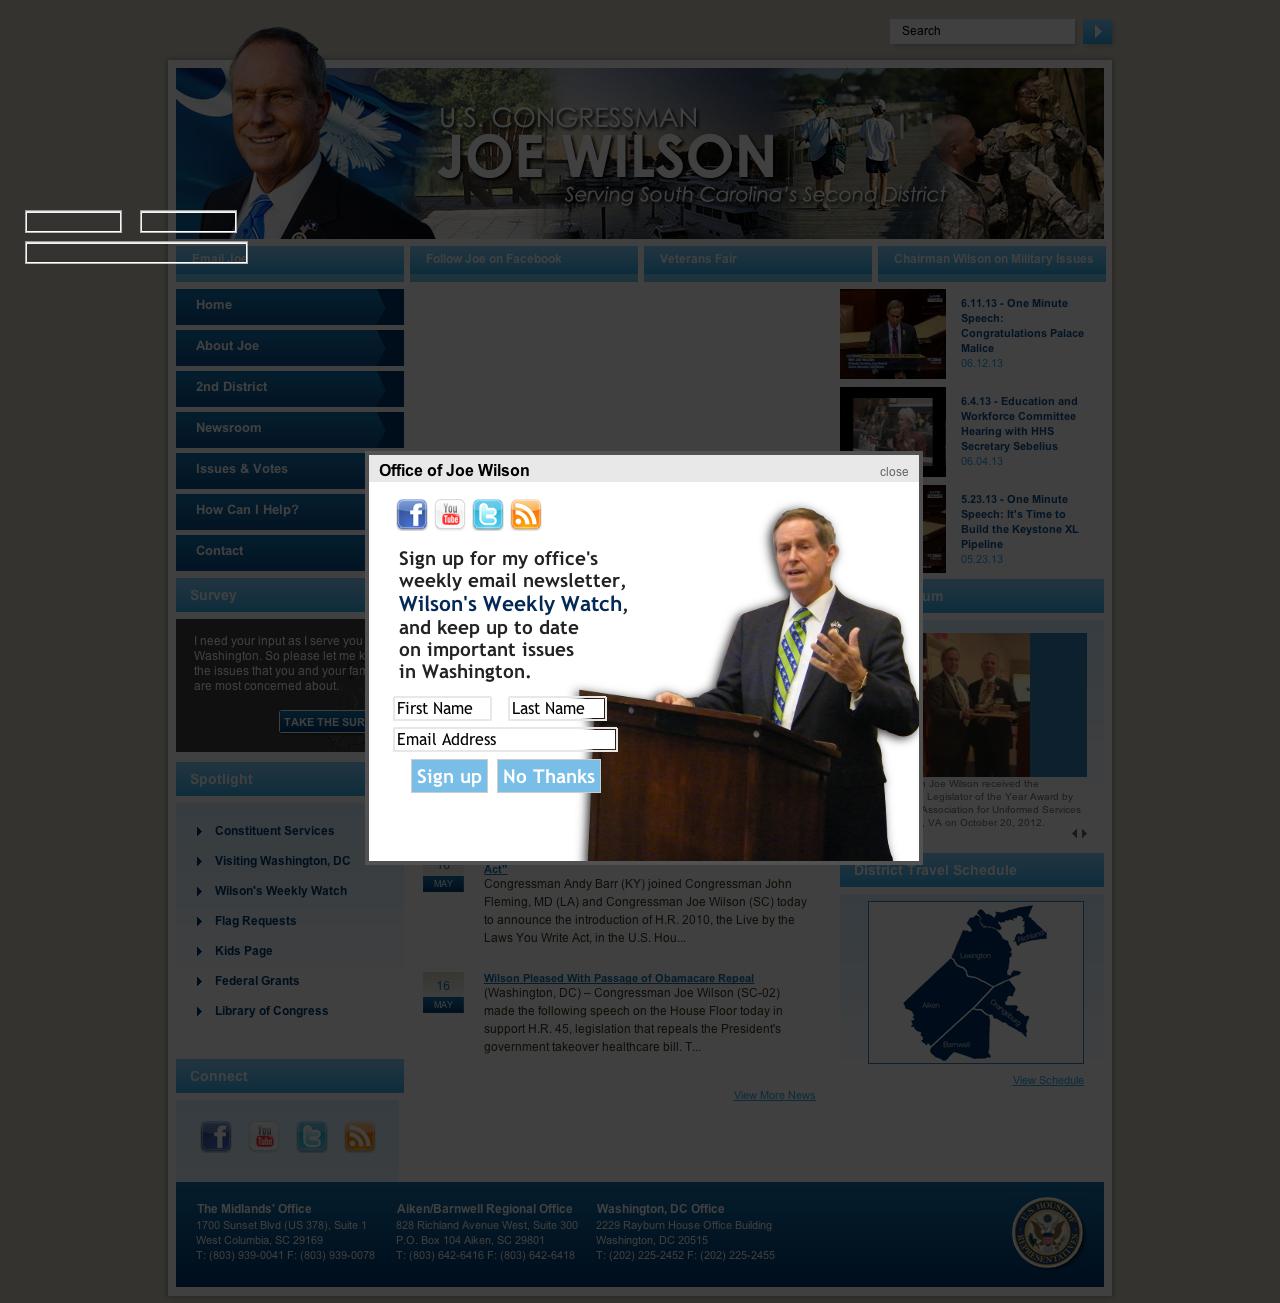 Search
U.S. CONGRESSMAN
JOE WILSON
Serving South Carolina's Second District
Email Joe
Follow Joe on Facebook
Veterans Fair
Chairman Wilson on Military Issues
Home
About Joe
2nd District
Newsroom
Issues & Votes
How Can I Help?
Contact
Survey
I need your input as I serve you
Washington. So please let me k
the issues that you and your fam
are most concerned about.
TAKE THE SUR
Spotlight
Constituent Services
Visiting Washington, DC
Wilson's Weekly Watch
Flag Requests
Kids Page
Federal Grants
Library of Congress
Connect
Office of Joe Wilson
close
You
Tube
Sign up for my office's
weekly email newsletter,
Wilson's Weekly Watch,
and keep up to date
on important issues
in Washington.
First Name
Last Name
Email Address
Sign up
No Thanks
16
MAY
Act"
Congressman Andy Barr (KY) joined Congressman John
Fleming, MD (LA) and Congressman Joe Wilson (SC) today
to announce the introduction of H.R. 2010, the Live by the
Laws You Write Act, in the U.S. Hou...
16
MAY
Wilson Pleased With Passage of Obamacare Repeal
(Washington, DC) – Congressman Joe Wilson (SC-02)
made the following speech on the House Floor today in
support H.R. 45, legislation that repeals the President's
government takeover healthcare bill. T...
View More News
6.11.13 - One Minute
Speech:
Congratulations Palace
Malice
06.12.13
6.4.13 - Education and
Workforce Committee
Hearing with HHS
Secretary Sebelius
06.04.13
5.23.13 - One Minute
Speech: It's Time to
Build the Keystone XL
Pipeline
05.23.13
um
Joe Wilson received the
Legislator of the Year Award by
Association for Uniformed Services
, VA on October 20, 2012.
District Travel Schedule
Richland
Lexington
Aiken
Orangeburg
Barnwell
View Schedule
You
Tube
The Midlands' Office
1700 Sunset Blvd (US 378), Suite 1
West Columbia, SC 29169
T: (803) 939-0041 F: (803) 939-0078
Aiken/Barnwell Regional Office
828 Richland Avenue West, Suite 300
P.O. Box 104 Aiken, SC 29801
T: (803) 642-6416 F: (803) 642-6418
Washington, DC Office
2229 Rayburn House Office Building
Washington, DC 20515
T: (202) 225-2452 F: (202) 225-2455
U.S. HOUSE OF
REPRESENTATIVES